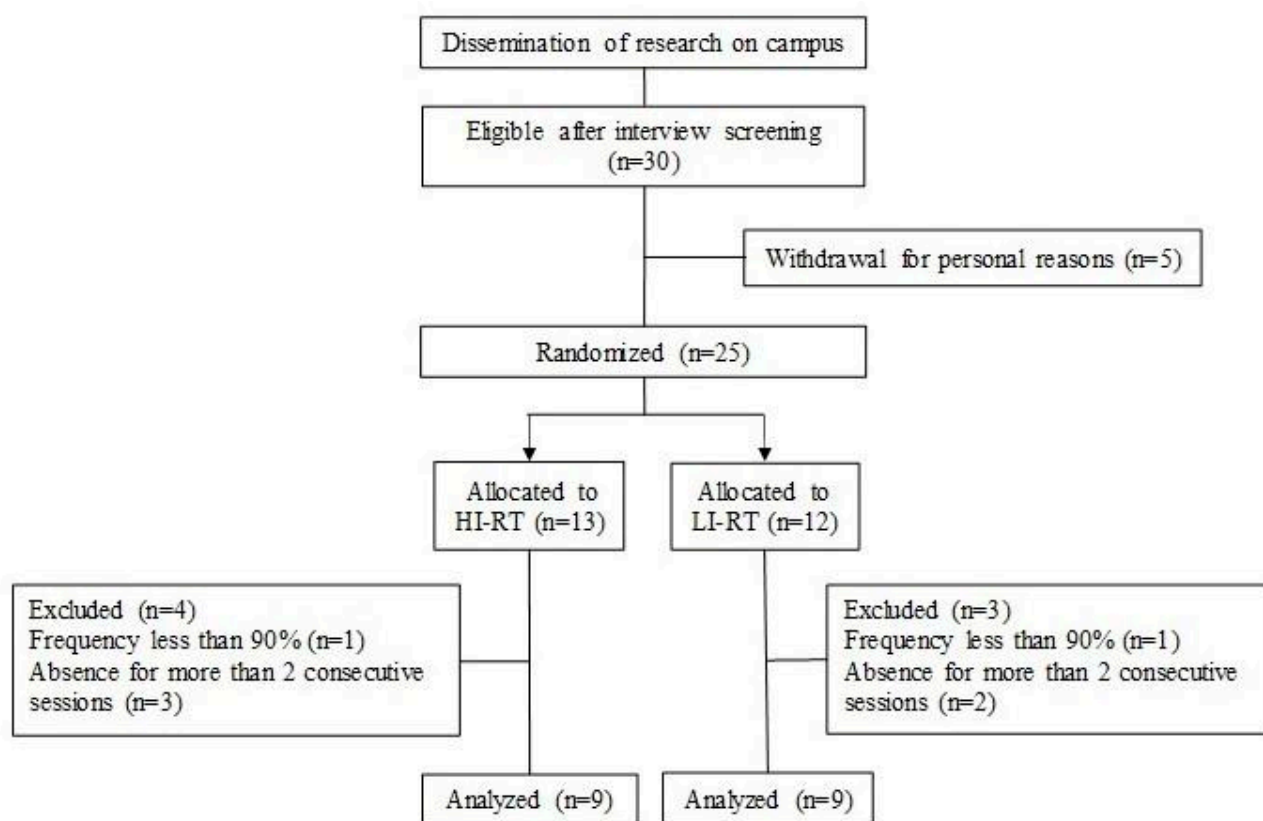 Dissemination of research on campus
Eligible after interview screening
(n=30)
Withdrawal for personal reasons (n=5)
Randomized (n=25)
Allocated to
HI-RT (n=13)
Allocated to
LI-RT (n=12)
Excluded (n=4)
Frequency less than 90% (n=1)
Absence for more than 2 consecutive
sessions (n=3)
Excluded (n=3)
Frequency less than 90% (n=1)
Absence for more than 2 consecutive
sessions (n=2)
Analyzed (n=9)
Analyzed (n=9)